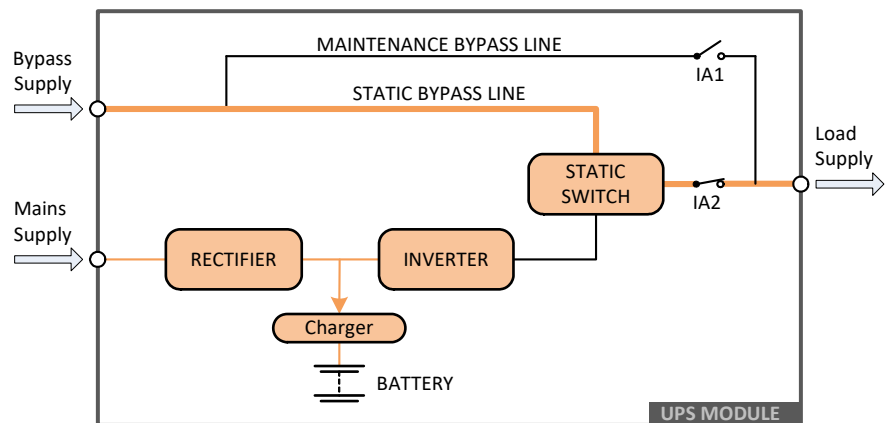 MAINTENANCE BYPASS LINE
Bypass
Supply
IA1
STATIC BYPASS LINE
Load
Supply
STATIC
SWITCH
IA2
Mains
Supply
RECTIFIER
INVERTER
Charger
BATTERY
UPS MODULE